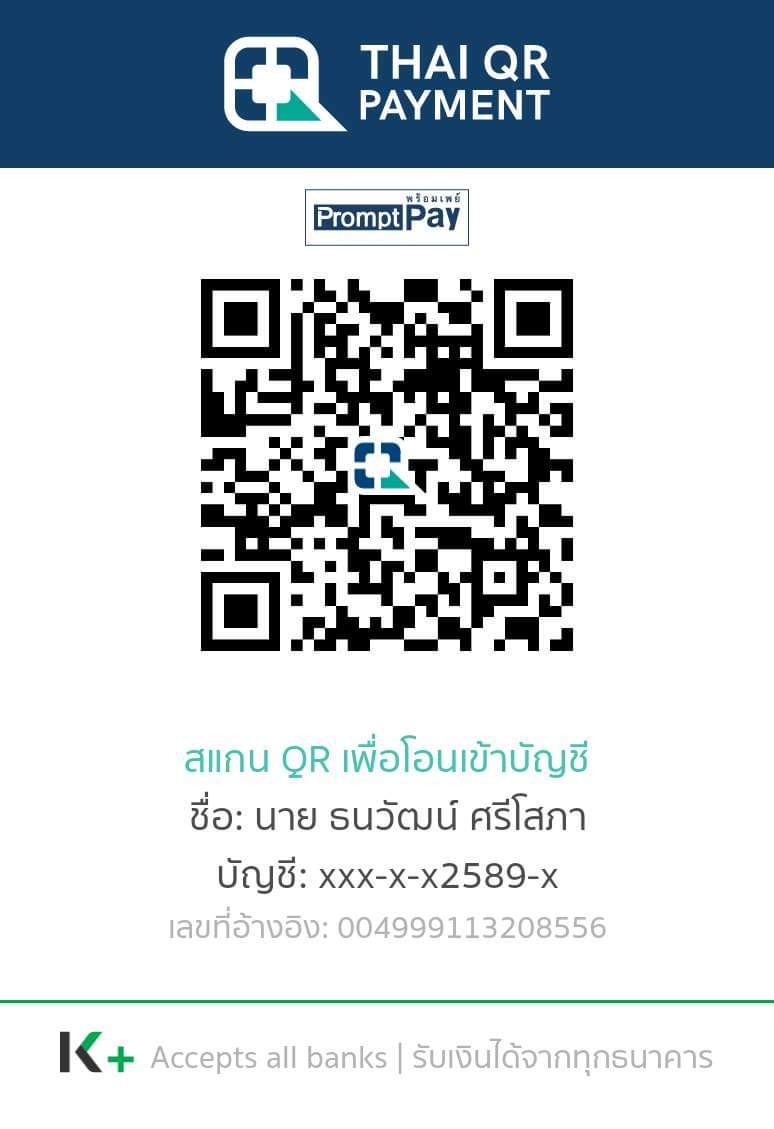 THAI QR
PAYMENT
พร้อมเพย์
PromptPay
สแกน QR เพื่อโอนเข้าบัญชี
ชื่อ: นาย ธนวัฒน์ ศรีโสภา
บัญชี: xxx-x-x2589-x
เลขที่อ้างอิง: 004999113208556
K+ Accepts all banks | รับเงินได้จากทุกธนาคาร